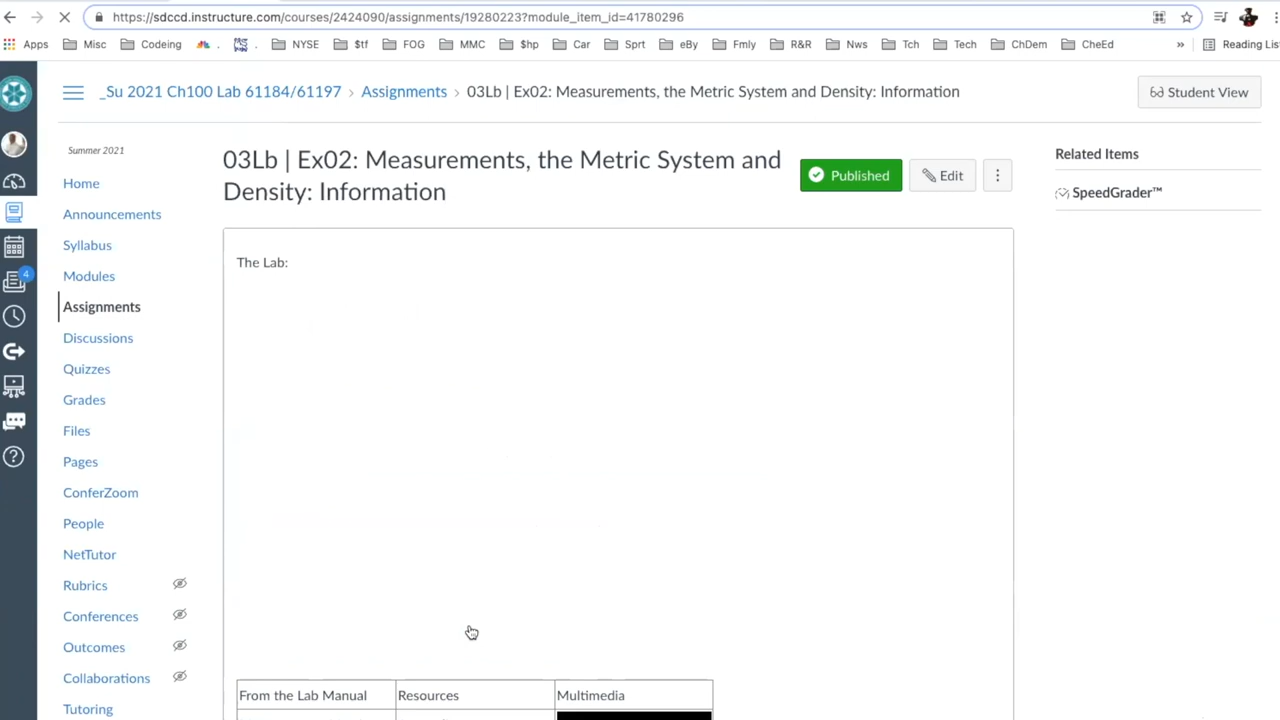 https://sdccd.instructure.com/courses/2424090/assignments/19280223?module_item_id=41780296
Apps Misc Codeing . . NYSE $tf FOG MMC $hp Car Sprt eBy Fmly R&R Nws Tch Tech ChDem CheEd » Reading Lis
_Su 2021 Ch100 Lab 61184/61197 › Assignments › 03Lb | Ex02: Measurements, the Metric System and Density: Information
Student View
Summer 2021
Home
Announcements
Syllabus
Modules
4
Assignments
Discussions
Quizzes
Grades
Files
Pages
ConferZoom
People
NetTutor
Rubrics
Conferences
Outcomes
Collaborations
Tutoring
03Lb | Ex02: Measurements, the Metric System and
Density: Information
Published
Edit
The Lab:
From the Lab Manual Resources Multimedia
Related Items
SpeedGrader™